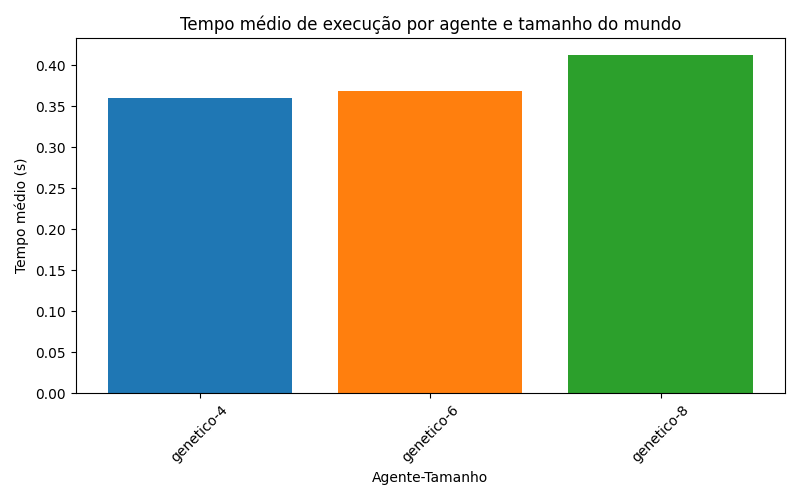 Tempo médio de execução por agente e tamanho do mundo
Tempo médio (s)
0.40
0.35
0.30
0.25
0.20
0.15
0.10
0.05
0.00
genetico-4
genetico-6
genetico-8
Agente-Tamanho